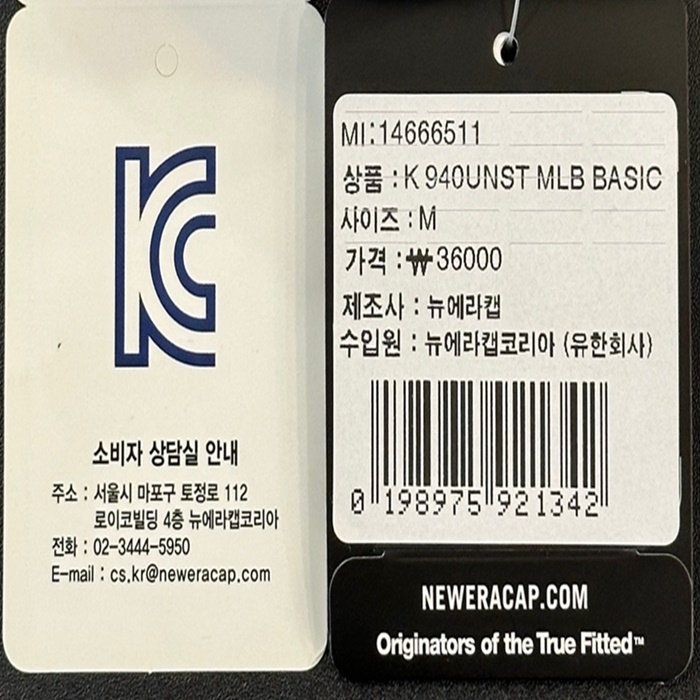 KC
소비자 상담실 안내
주소 : 서울시 마포구 토정로 112
로이코빌딩 4층 뉴에라캡코리아
전화 : 02-3444-5950
E-mail : cs.kr@neweracap.com
MI:14666511
상품 : K 940UNST MLB BASIC
사이즈 : M
가격 : ₩36000
제조사 : 뉴에라캡
수입원 : 뉴에라캡코리아 (유한회사)
0 198975 921342
NEWERACAP.COM
Originators of the True Fitted™